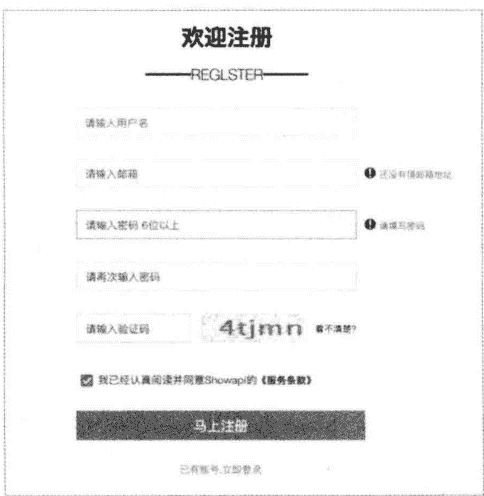 欢迎注册
REGLSTER
请输入用户名
请输入邮箱
还没有填邮箱地址
请输入密码 6位以上
请填写密码
请再次输入密码
请输入验证码
4tjmn
看不清楚?
我已经认真阅读并同意Showapi的《服务条款》
马上注册
已有账号,立即登录